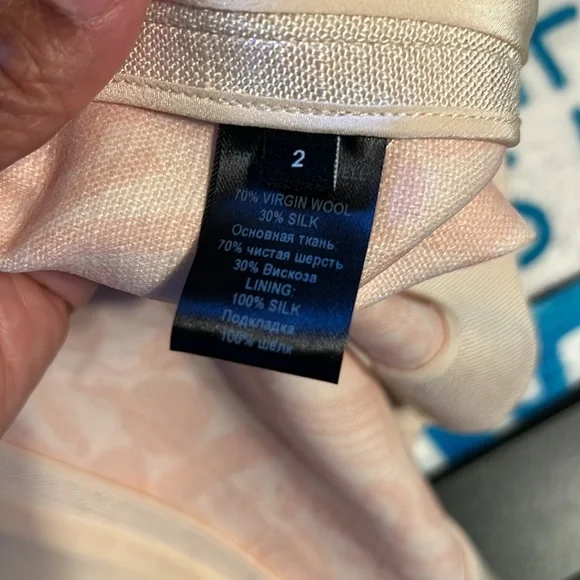 2
70% VIRGIN WOOL
30% SILK
Основная ткань:
70% чистая шерсть
30% Вискоза
LINING:
100% SILK
Подкладка
100% шелк